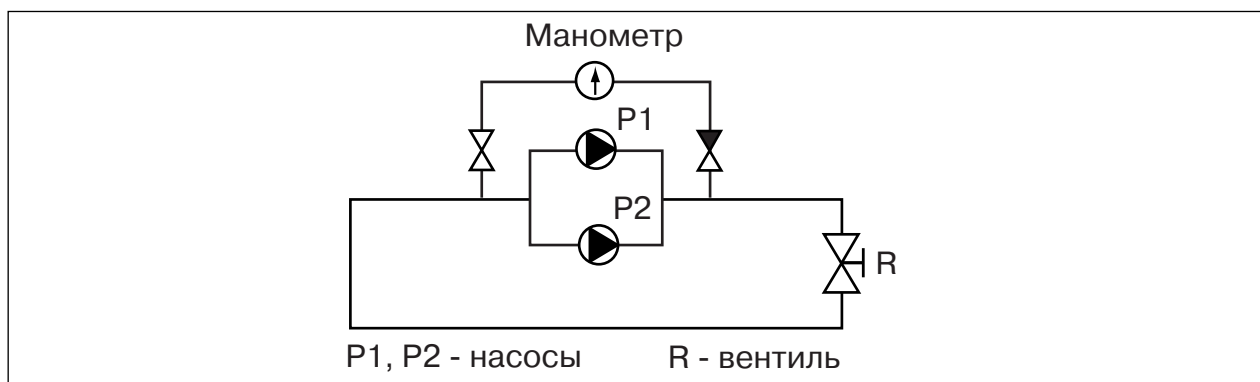 Манометр
P1
P2
R
P1, P2 - насосы
R - вентиль